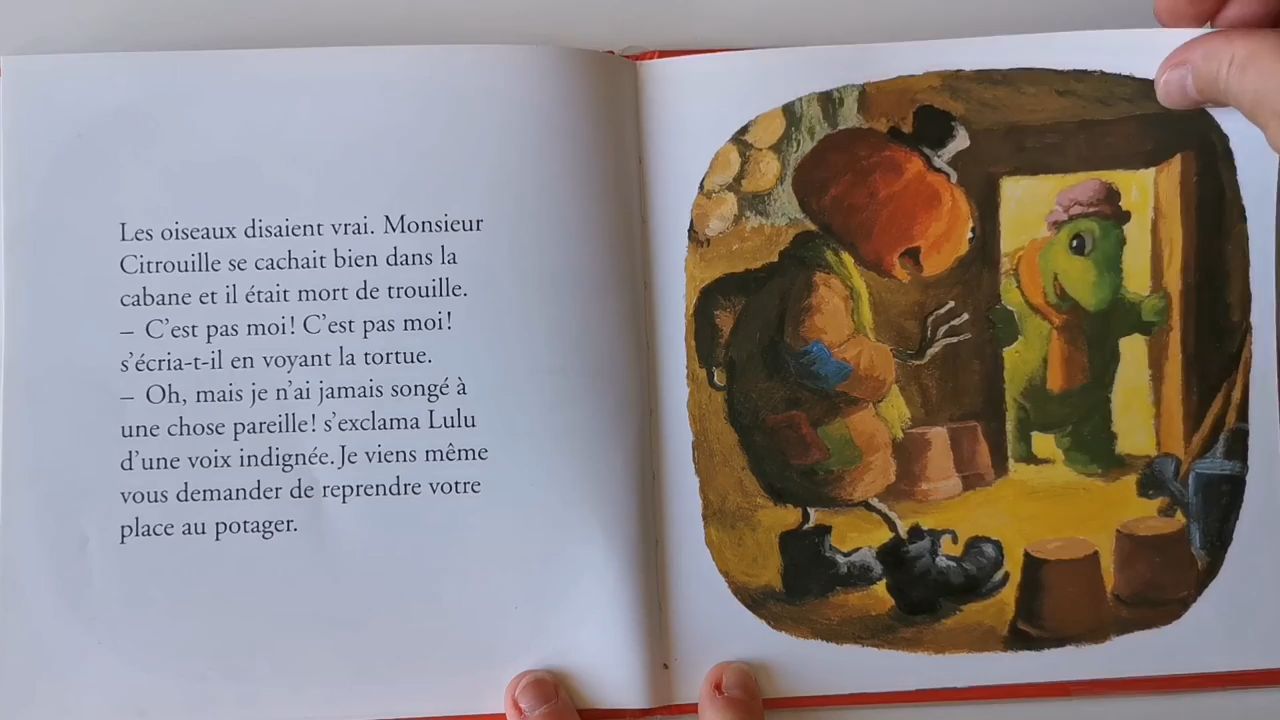 Les oiseaux disaient vrai. Monsieur
Citrouille se cachait bien dans la
cabane et il était mort de trouille.
– C’est pas moi! C’est pas moi!
s’écria-t-il en voyant la tortue.
– Oh, mais je n’ai jamais songé à
une chose pareille! s’exclama Lulu
d’une voix indignée. Je viens même
vous demander de reprendre votre
place au potager.